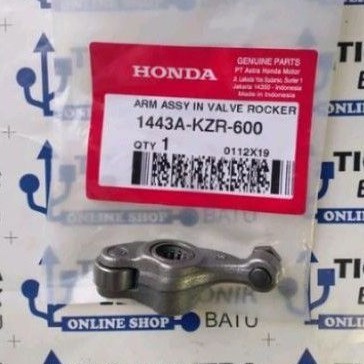 HONDA
GENUINE PARTS
PT Astra Honda Motor
Jakarta 14350 - Indonesia
Made in Indonesia
ARM ASSY IN VALVE ROCKER
1443A-KZR-600
QTY 1
0112X19
ONLINE SHOP
BATU
ONLINE SHOP
BATU
ONLINE